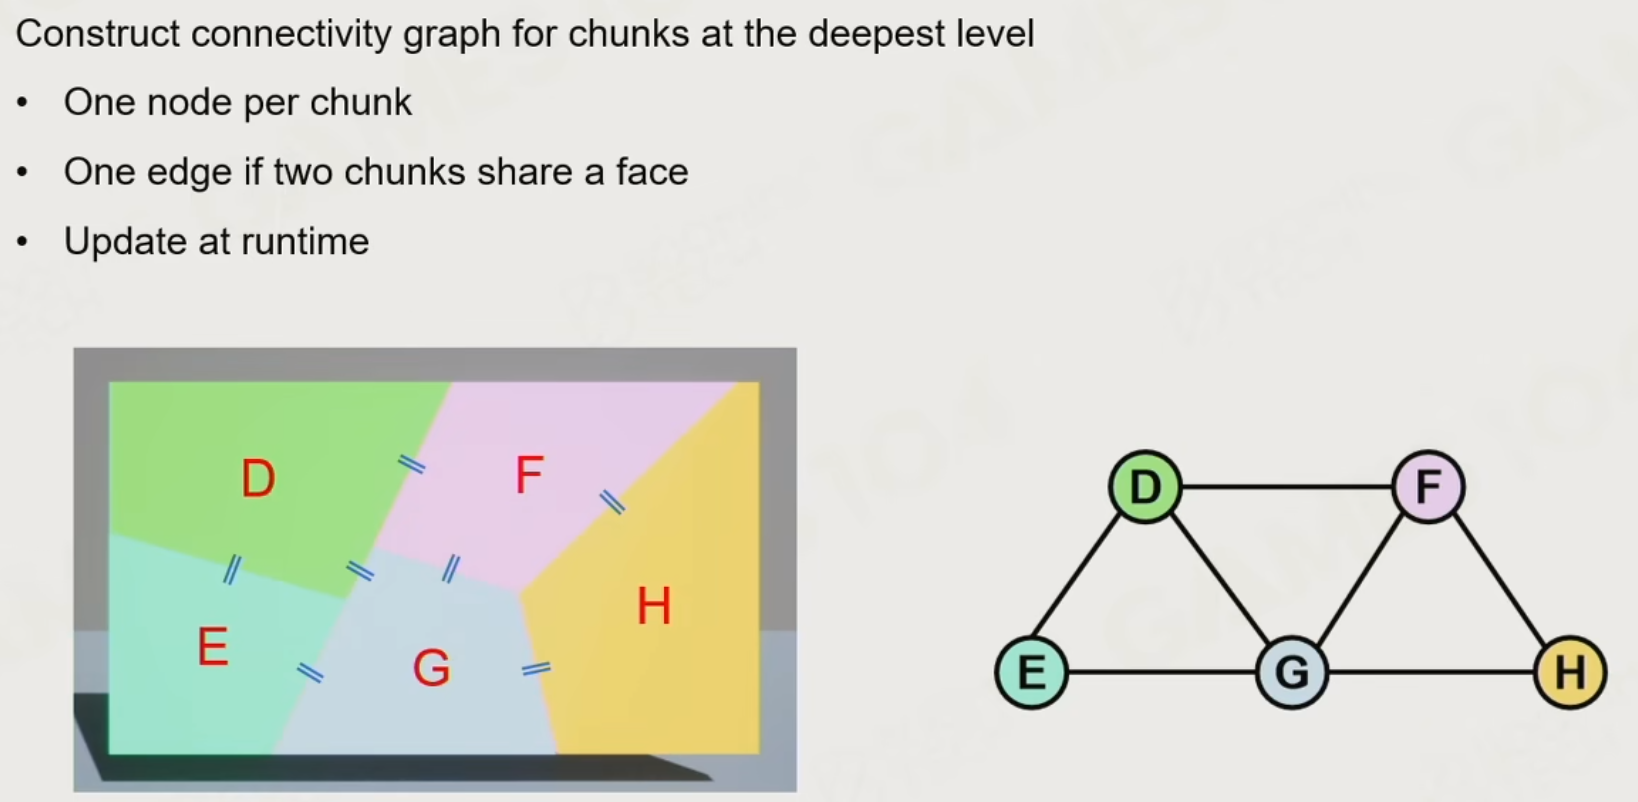 Construct connectivity graph for chunks at the deepest level
• One node per chunk
• One edge if two chunks share a face
• Update at runtime
D
F
E
G
H
D
F
E
G
H